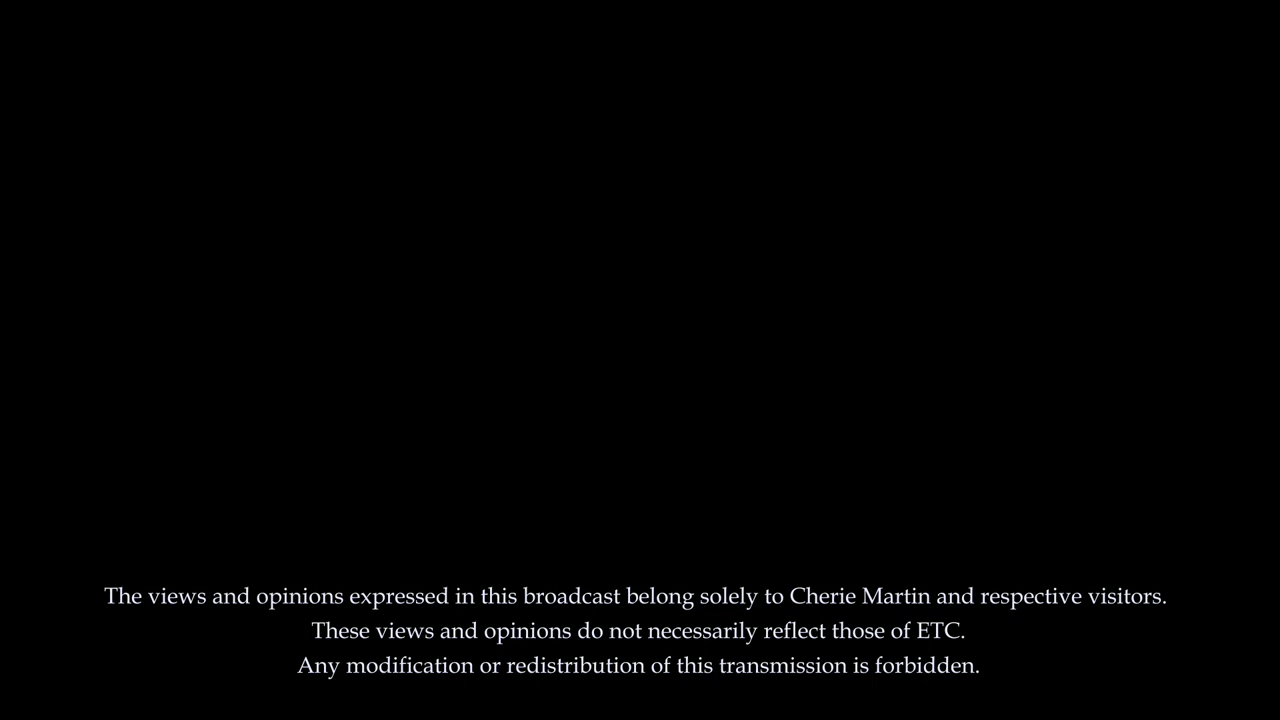 The views and opinions expressed in this broadcast belong solely to Cherie Martin and respective visitors.
These views and opinions do not necessarily reflect those of ETC.
Any modification or redistribution of this transmission is forbidden.